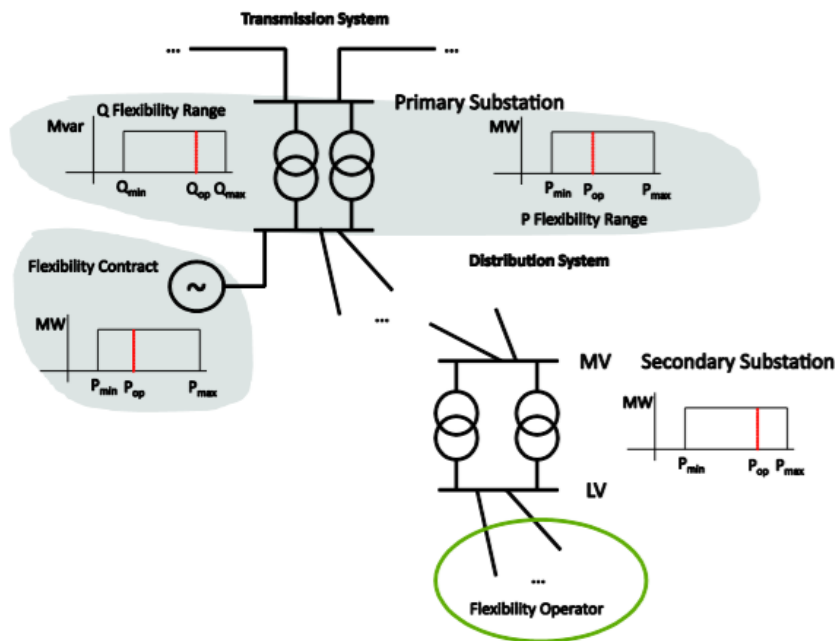 Transmission System
... ...
Primary Substation
Q Flexibility Range
Mvar
Qmin Qop Qmax
MW
Pmin Pop Pmax
P Flexibility Range
Distribution System
Flexibility Contract
~
MW
Pmin Pop Pmax
...
MV
Secondary Substation
MW
Pmin Pop Pmax
LV
...
Flexibility Operator